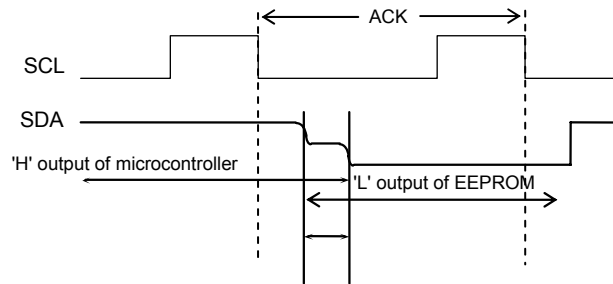 ACK
SCL
SDA
'H' output of microcontroller
'L' output of EEPROM